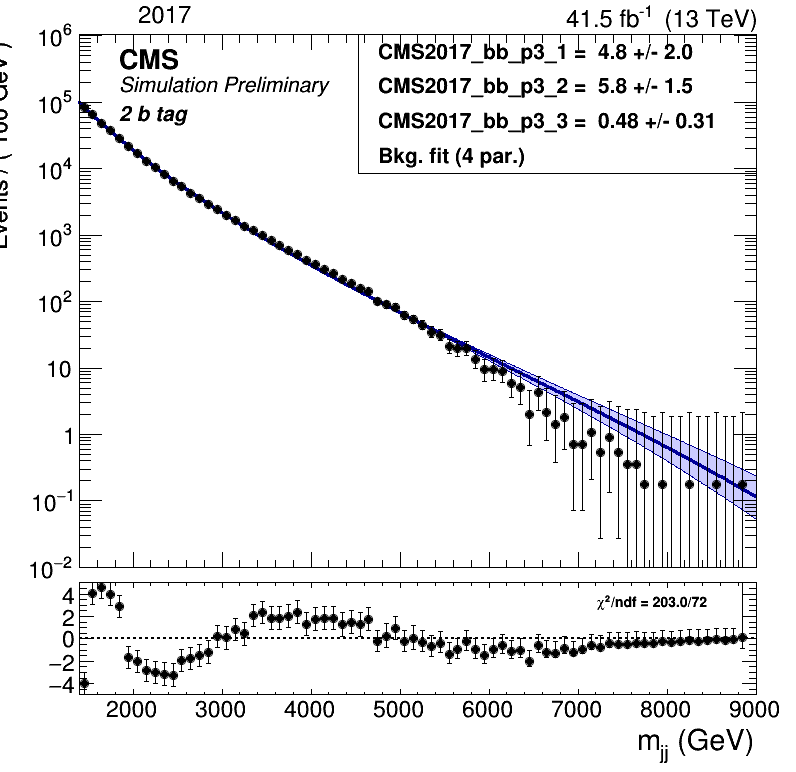 2017
41.5 fb⁻¹ (13 TeV)
CMS
Simulation Preliminary
2 b tag
CMS2017_bb_p3_1 = 4.8 +/- 2.0
CMS2017_bb_p3_2 = 5.8 +/- 1.5
CMS2017_bb_p3_3 = 0.48 +/- 0.31
Bkg. fit (4 par.)
10⁶
10⁵
10⁴
10³
10²
10
1
10⁻¹
10⁻²
χ²/ndf = 203.0/72
4
2
0
−2
−4
2000 3000 4000 5000 6000 7000 8000 9000
m_jj (GeV)